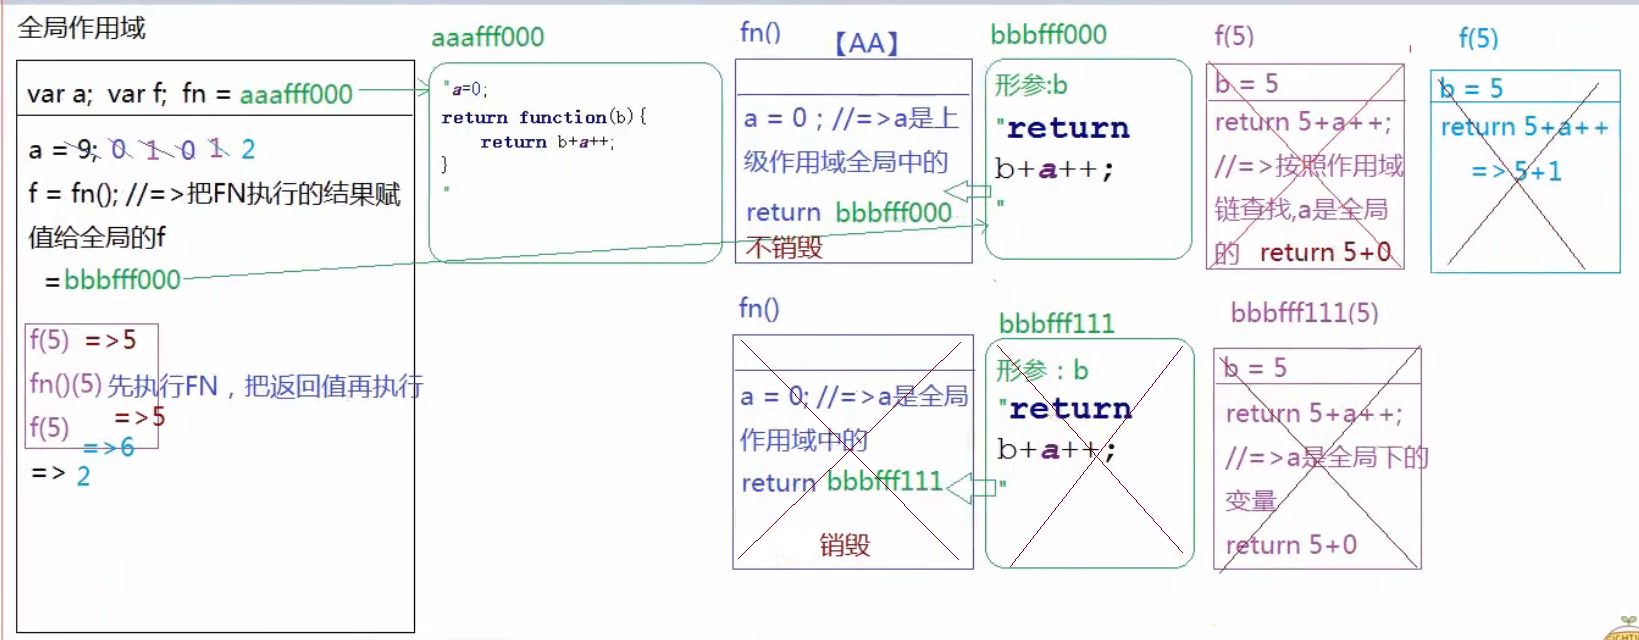 全局作用域
var a; var f; fn = aaafff000
a = 9; 0 1 0 1 2
f = fn(); //=>把FN执行的结果赋
值给全局的f
=bbbfff000
f(5) =>5
fn()(5) 先执行FN，把返回值再执行
=>5
f(5)
=>6
=> 2
aaafff000
"a=0;
return function(b){
return b+a++;
}
"
fn()
【AA】
a = 0 ; //=>a是上
级作用域全局中的
return bbbfff000
不销毁
bbbfff000
形参:b
"return
b+a++;
"
f(5)
b = 5
return 5+a++;
//=>按照作用域
链查找,a是全局
的 return 5+0
f(5)
b = 5
return 5+a++
=>5+1
fn()
a = 0; //=>a是全局
作用域中的
return bbbfff111
销毁
bbbfff111
形参：b
"return
b+a++;
"
bbbfff111(5)
b = 5
return 5+a++;
//=>a是全局下的
变量
return 5+0